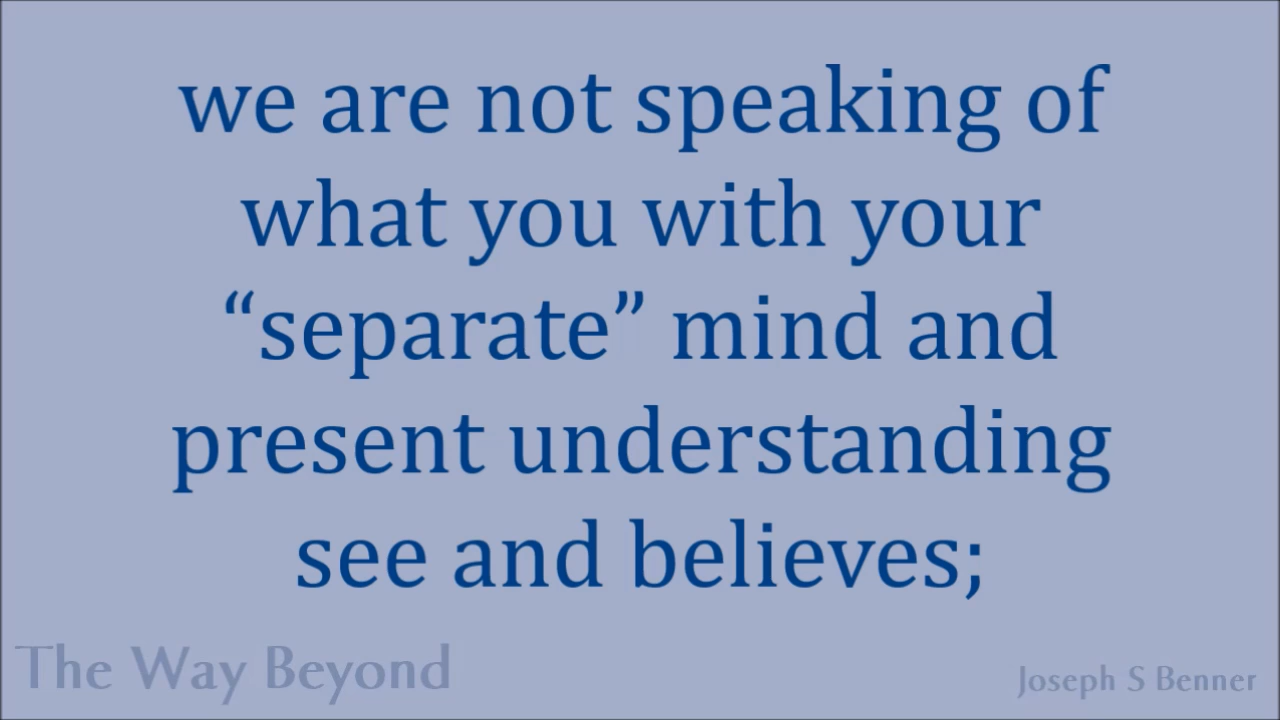 we are not speaking of
what you with your
“separate” mind and
present understanding
see and believes;
The Way Beyond
Joseph S Benner